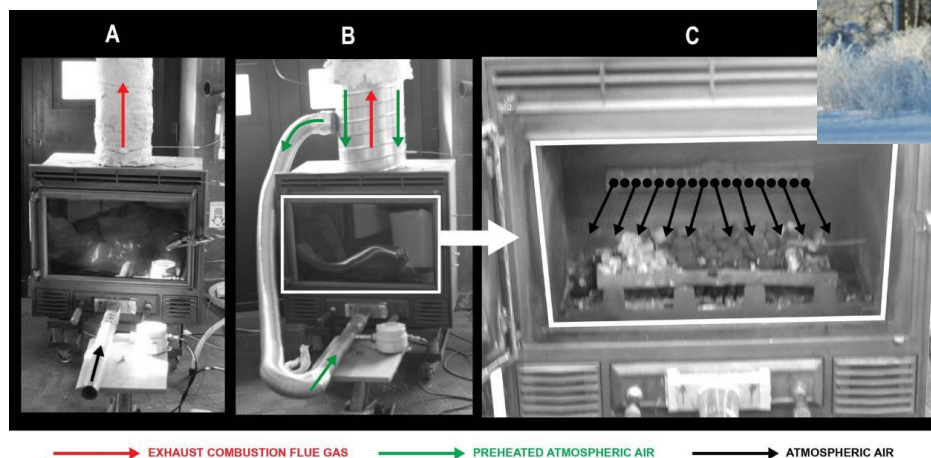 A
B
C
EXHAUST COMBUSTION FLUE GAS
PREHEATED ATMOSPHERIC AIR
ATMOSPHERIC AIR